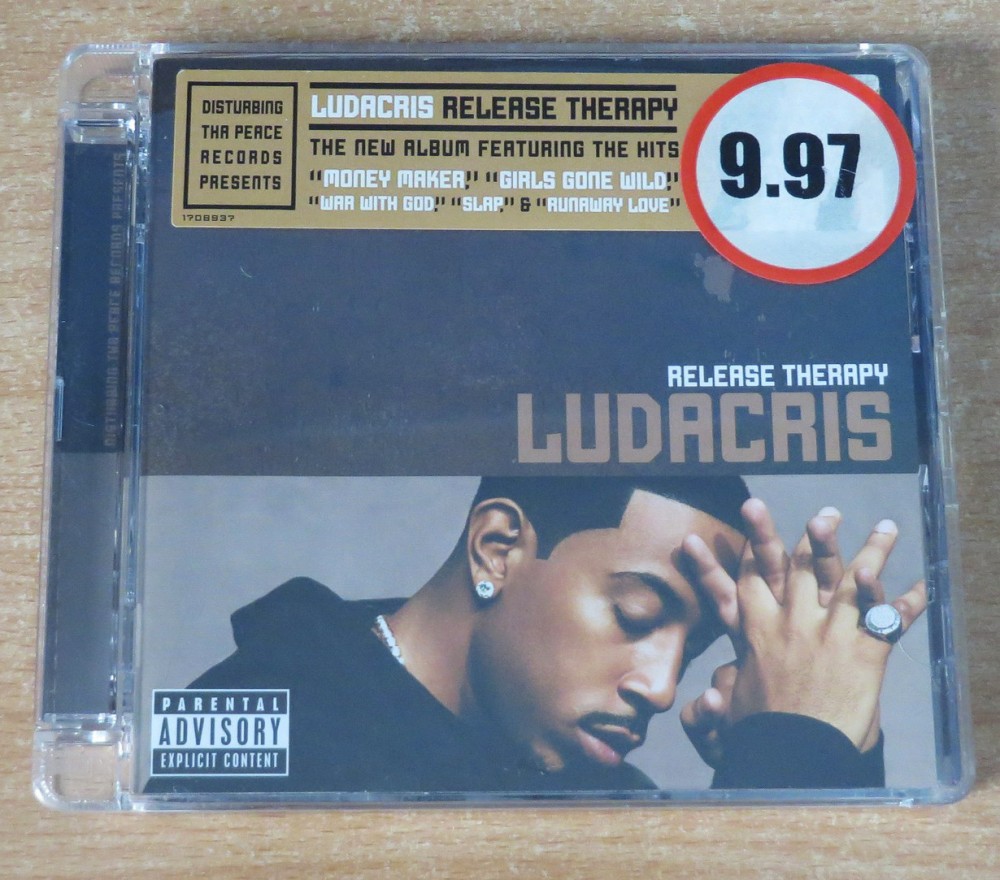 DISTURBING
THA PEACE
RECORDS
PRESENTS
1708937
LUDACRIS RELEASE THERAPY
THE NEW ALBUM FEATURING THE HITS
“MONEY MAKER,” “GIRLS GONE WILD,”
“WAR WITH GOD,” “SLAP,” & “RUNAWAY LOVE”
9.97
DISTURBING THA PEACE RECORDS PRESENTS
RELEASE THERAPY
LUDACRIS
PARENTAL
ADVISORY
EXPLICIT CONTENT